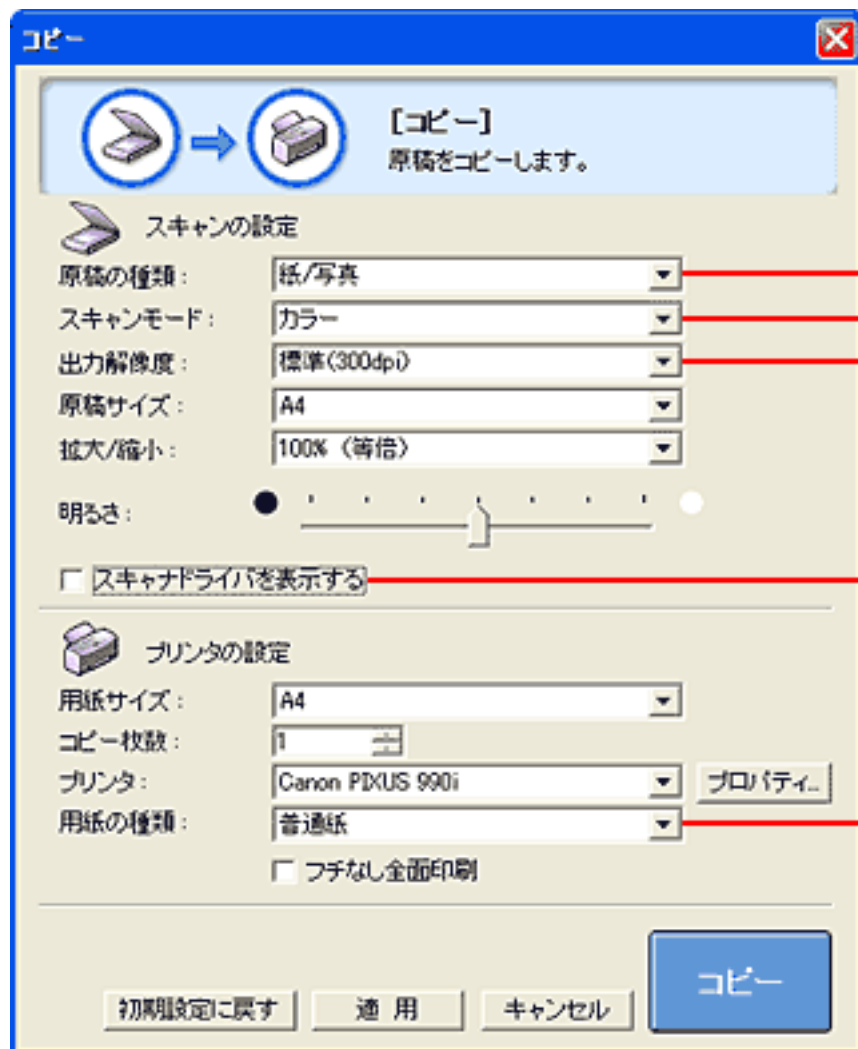 コピー
[コピー]
原稿をコピーします。
スキャンの設定
原稿の種類： 紙/写真
スキャンモード： カラー
出力解像度： 標準(300dpi)
原稿サイズ： A4
拡大/縮小： 100% (等倍)
明るさ：
スキャナドライバを表示する
プリンタの設定
用紙サイズ： A4
コピー枚数： 1
プリンタ： Canon PIXUS 990i プロパティ...
用紙の種類： 普通紙
フチなし全面印刷
初期設定に戻す 適 用 キャンセル コピー